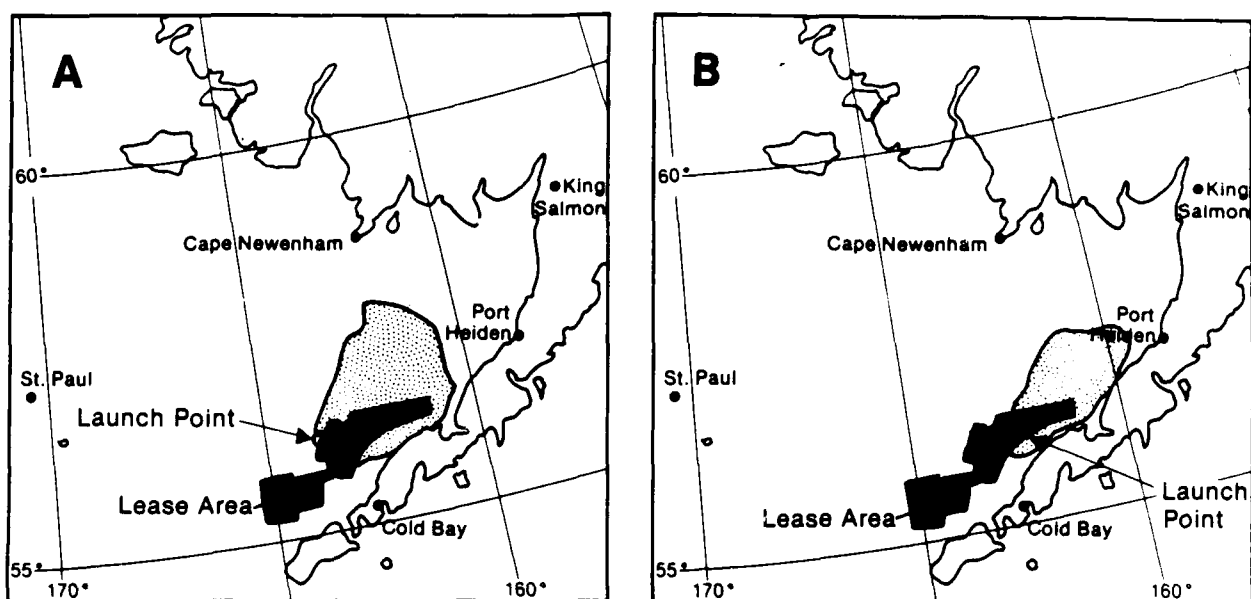 A
60°
King
Salmon
Cape Newenham
Port
Heiden
St. Paul
Launch Point
Lease Area
Cold Bay
55°
170°
160°
B
60°
King
Salmon
Cape Newenham
Port
Heiden
St. Paul
Launch
Point
Lease Area
Cold Bay
55°
170°
160°